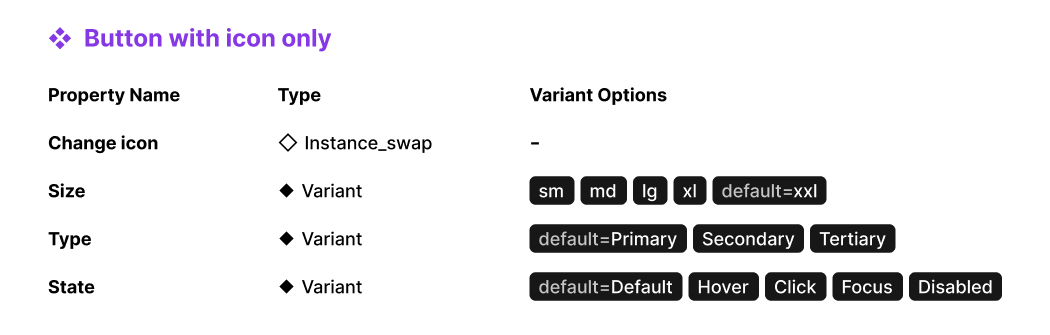 Button with icon only
Property Name Type Variant Options
Change icon Instance_swap -
Size Variant sm md lg xl default=xxl
Type Variant default=Primary Secondary Tertiary
State Variant default=Default Hover Click Focus Disabled